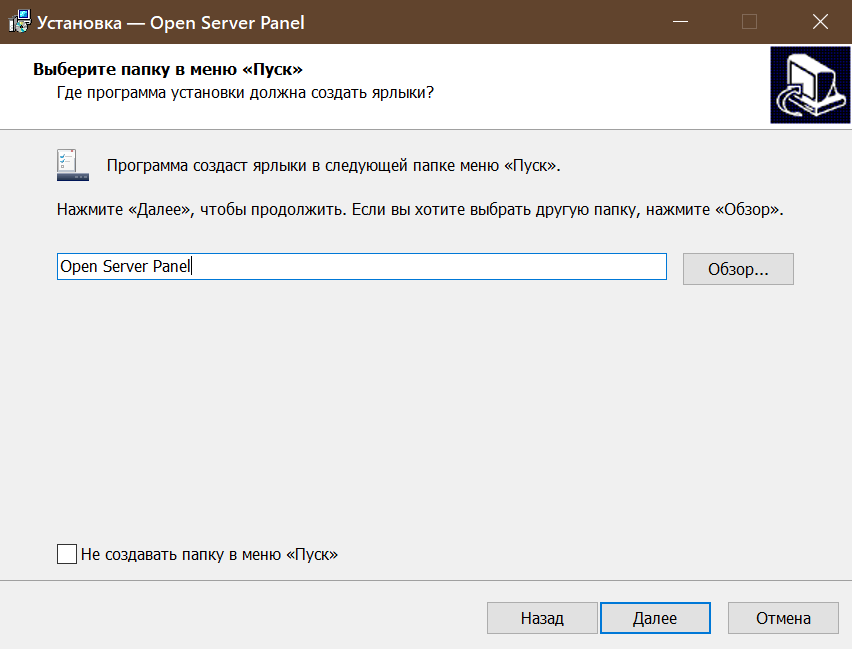 Установка — Open Server Panel
Выберите папку в меню «Пуск»
Где программа установки должна создать ярлыки?
Программа создаст ярлыки в следующей папке меню «Пуск».
Нажмите «Далее», чтобы продолжить. Если вы хотите выбрать другую папку, нажмите «Обзор».
Open Server Panel
Обзор...
Не создавать папку в меню «Пуск»
Назад
Далее
Отмена